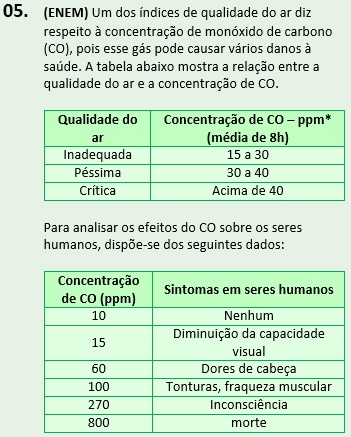 05. (ENEM) Um dos índices de qualidade do ar diz
respeito à concentração de monóxido de carbono
(CO), pois esse gás pode causar vários danos à
saúde. A tabela abaixo mostra a relação entre a
qualidade do ar e a concentração de CO.
Qualidade do ar | Concentração de CO – ppm* (média de 8h)
Inadequada | 15 a 30
Péssima | 30 a 40
Crítica | Acima de 40
Para analisar os efeitos do CO sobre os seres
humanos, dispõe-se dos seguintes dados:
Concentração de CO (ppm) | Sintomas em seres humanos
10 | Nenhum
15 | Diminuição da capacidade visual
60 | Dores de cabeça
100 | Tonturas, fraqueza muscular
270 | Inconsciência
800 | morte